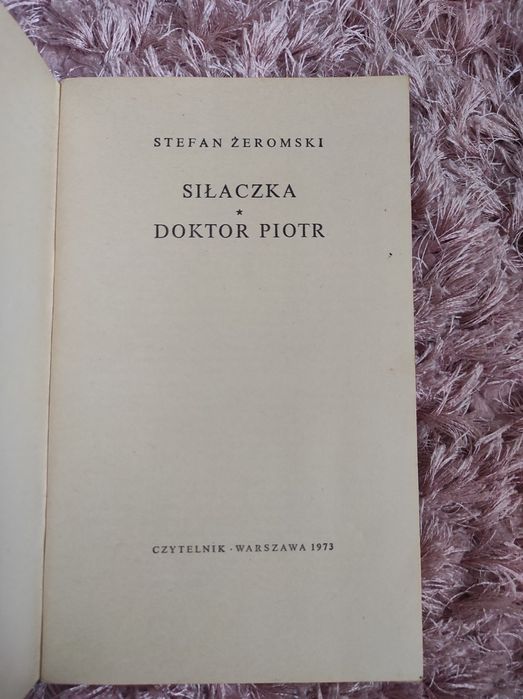 STEFAN ŻEROMSKI
SIŁACZKA
★
DOKTOR PIOTR
CZYTELNIK · WARSZAWA 1973